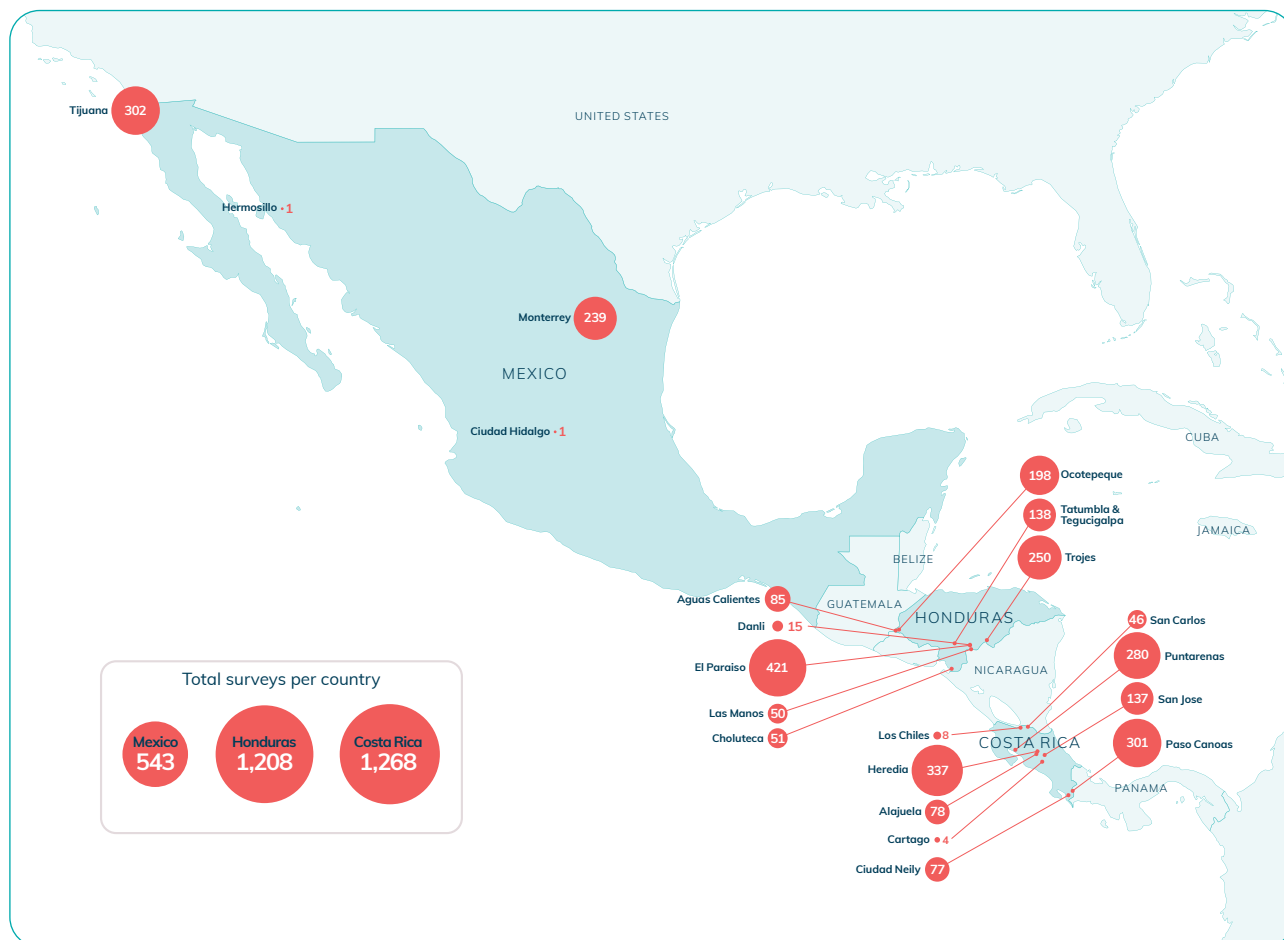 UNITED STATES
Tijuana 302
Hermosillo 1
Monterrey 239
MEXICO
Ciudad Hidalgo 1
CUBA
JAMAICA
BELIZE
GUATEMALA
HONDURAS
NICARAGUA
COSTA RICA
PANAMA
198 Ocotepeque
138 Tatumbla &
Tegucigalpa
250 Trojes
Aguas Calientes 85
Danli 15
El Paraiso 421
Las Manos 50
Choluteca 51
46 San Carlos
280 Puntarenas
137 San Jose
301 Paso Canoas
Los Chiles 8
Heredia 337
Alajuela 78
Cartago 4
Ciudad Neily 77
Total surveys per country
Mexico
543
Honduras
1,208
Costa Rica
1,268